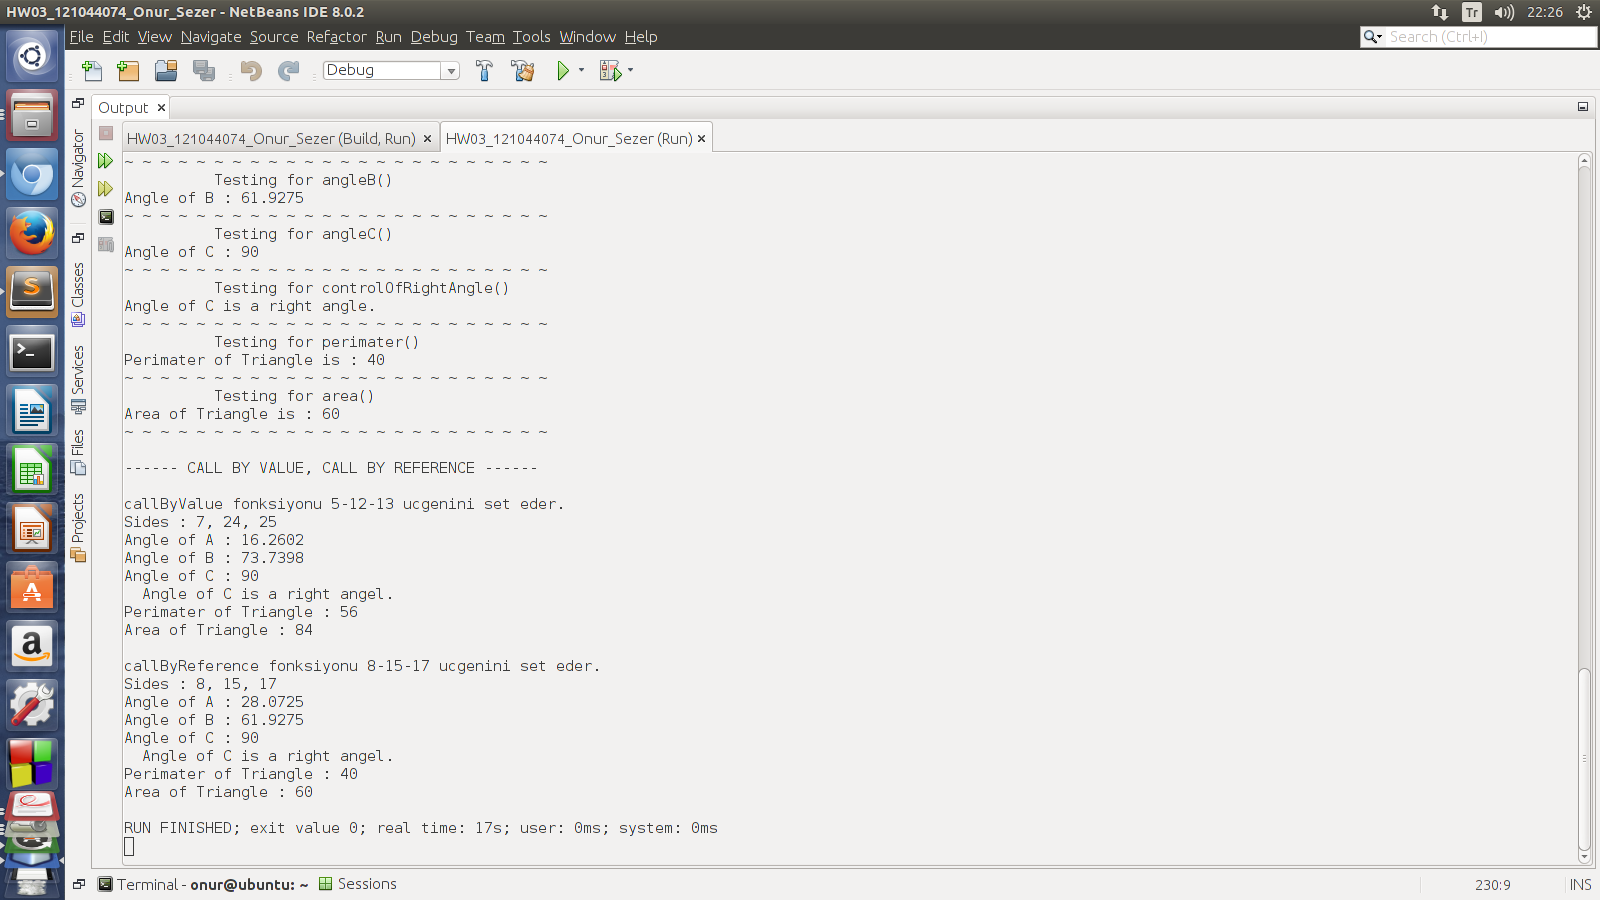 HW03_121044074_Onur_Sezer - NetBeans IDE 8.0.2
Tr
22:26
File Edit View Navigate Source Refactor Run Debug Team Tools Window Help
Search (Ctrl+I)
Debug
Output
HW03_121044074_Onur_Sezer (Build, Run)
HW03_121044074_Onur_Sezer (Run)
Navigator
Classes
Services
Files
Projects
~ ~ ~ ~ ~ ~ ~ ~ ~ ~ ~ ~ ~ ~ ~ ~ ~ ~ ~ ~ ~ ~ ~ ~
Testing for angleB()
Angle of B : 61.9275
~ ~ ~ ~ ~ ~ ~ ~ ~ ~ ~ ~ ~ ~ ~ ~ ~ ~ ~ ~ ~ ~ ~ ~
Testing for angleC()
Angle of C : 90
~ ~ ~ ~ ~ ~ ~ ~ ~ ~ ~ ~ ~ ~ ~ ~ ~ ~ ~ ~ ~ ~ ~ ~
Testing for controlOfRightAngle()
Angle of C is a right angle.
~ ~ ~ ~ ~ ~ ~ ~ ~ ~ ~ ~ ~ ~ ~ ~ ~ ~ ~ ~ ~ ~ ~ ~
Testing for perimater()
Perimater of Triangle is : 40
~ ~ ~ ~ ~ ~ ~ ~ ~ ~ ~ ~ ~ ~ ~ ~ ~ ~ ~ ~ ~ ~ ~ ~
Testing for area()
Area of Triangle is : 60
~ ~ ~ ~ ~ ~ ~ ~ ~ ~ ~ ~ ~ ~ ~ ~ ~ ~ ~ ~ ~ ~ ~ ~
------ CALL BY VALUE, CALL BY REFERENCE ------
callByValue fonksiyonu 5-12-13 ucgenini set eder.
Sides : 7, 24, 25
Angle of A : 16.2602
Angle of B : 73.7398
Angle of C : 90
Angle of C is a right angel.
Perimater of Triangle : 56
Area of Triangle : 84
callByReference fonksiyonu 8-15-17 ucgenini set eder.
Sides : 8, 15, 17
Angle of A : 28.0725
Angle of B : 61.9275
Angle of C : 90
Angle of C is a right angel.
Perimater of Triangle : 40
Area of Triangle : 60
RUN FINISHED; exit value 0; real time: 17s; user: 0ms; system: 0ms
Terminal - onur@ubuntu: ~
Sessions
230:9
INS